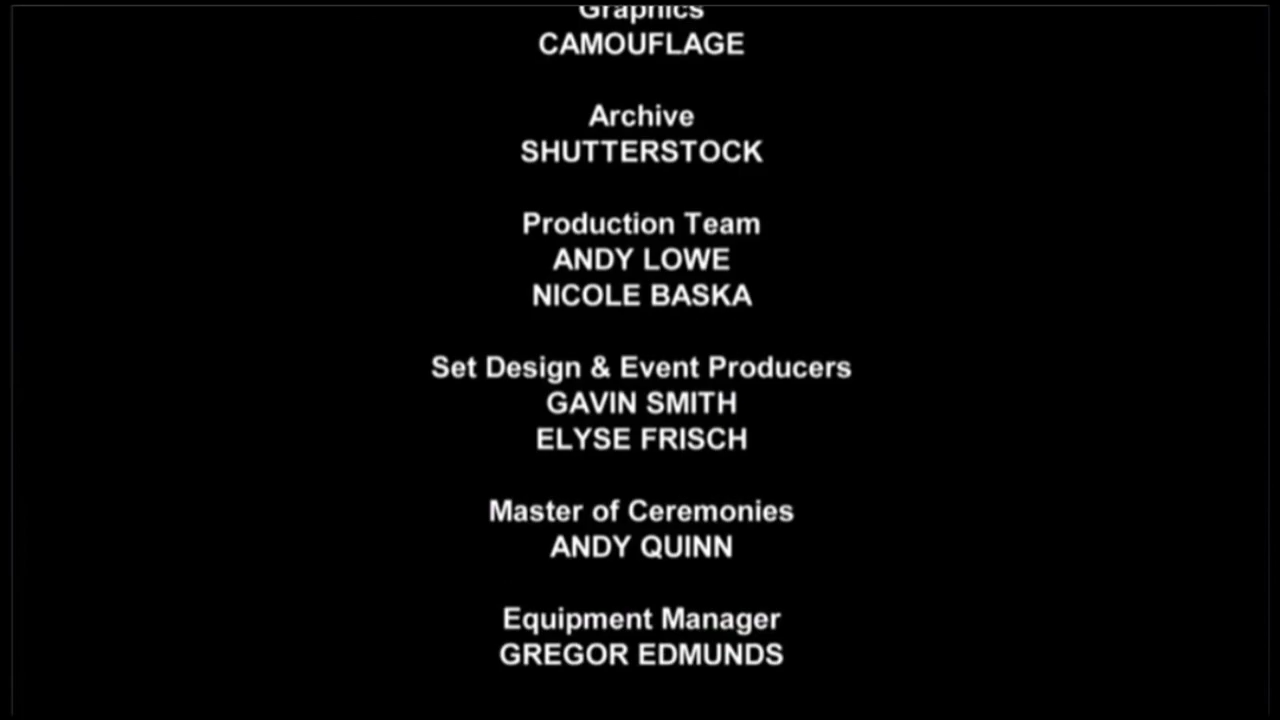 Graphics
CAMOUFLAGE
Archive
SHUTTERSTOCK
Production Team
ANDY LOWE
NICOLE BASKA
Set Design & Event Producers
GAVIN SMITH
ELYSE FRISCH
Master of Ceremonies
ANDY QUINN
Equipment Manager
GREGOR EDMUNDS